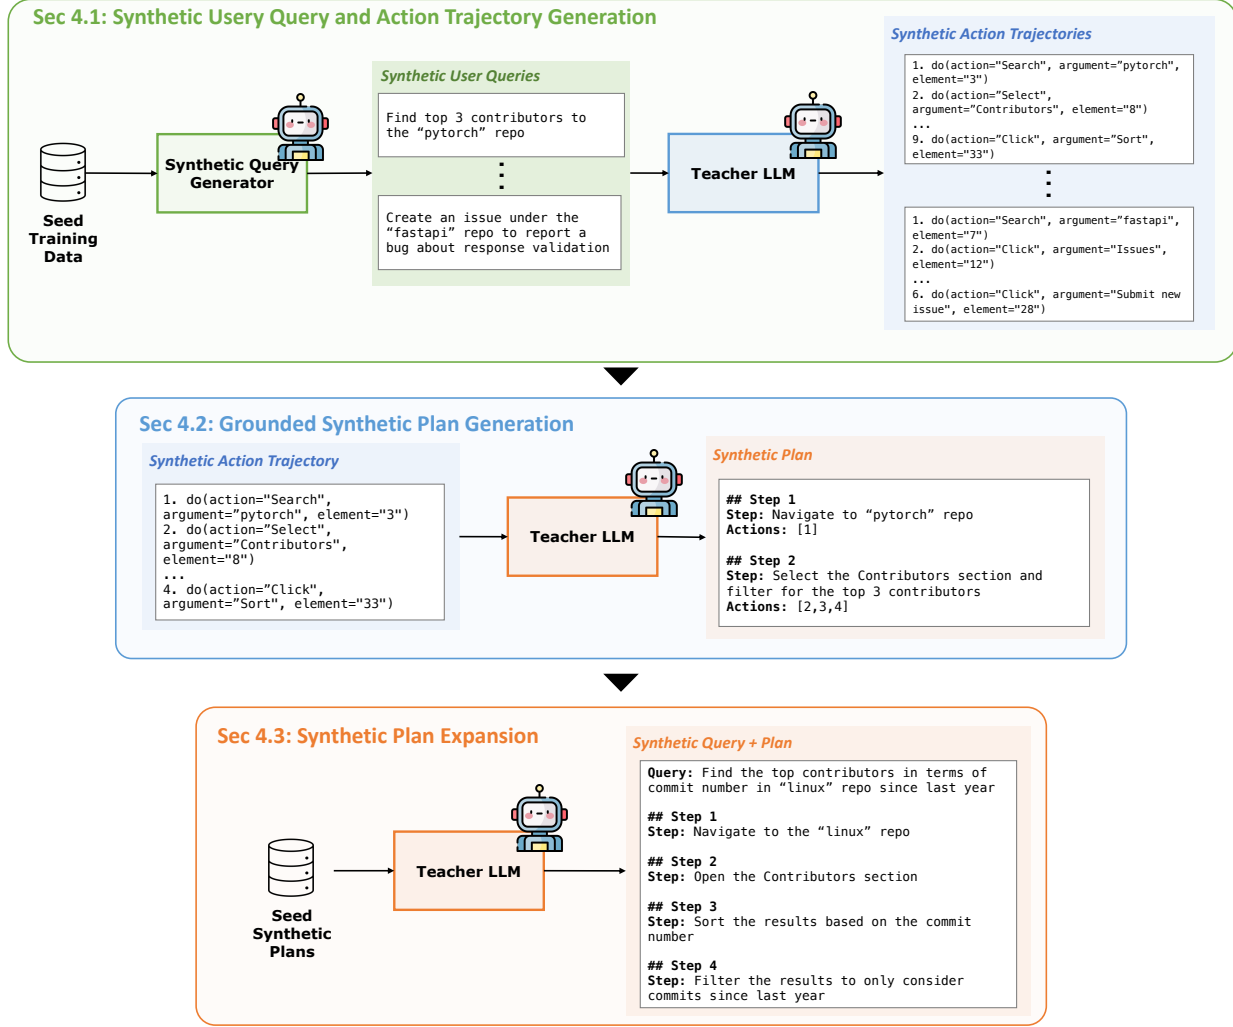 Sec 4.1: Synthetic Usery Query and Action Trajectory Generation
Seed
Training
Data
Synthetic Query
Generator
Synthetic User Queries
Find top 3 contributors to
the “pytorch” repo
⋮
Create an issue under the
“fastapi” repo to report a
bug about response validation
Teacher LLM
Synthetic Action Trajectories
1. do(action="Search", argument=”pytorch",
element="3")
2. do(action=”Select",
argument=”Contributors", element="8")
...
9. do(action=”Click", argument=”Sort",
element="33")
⋮
1. do(action="Search", argument="fastapi",
element="7")
2. do(action="Click", argument="Issues",
element="12")
...
6. do(action="Click", argument="Submit new
issue", element="28")
Sec 4.2: Grounded Synthetic Plan Generation
Synthetic Action Trajectory
1. do(action="Search",
argument=”pytorch", element="3")
2. do(action=”Select",
argument=”Contributors",
element="8")
...
4. do(action=”Click",
argument=”Sort", element="33")
Teacher LLM
Synthetic Plan
## Step 1
Step: Navigate to “pytorch” repo
Actions: [1]
## Step 2
Step: Select the Contributors section and
filter for the top 3 contributors
Actions: [2,3,4]
Sec 4.3: Synthetic Plan Expansion
Seed
Synthetic
Plans
Teacher LLM
Synthetic Query + Plan
Query: Find the top contributors in terms of
commit number in “linux” repo since last year
## Step 1
Step: Navigate to the “linux” repo
## Step 2
Step: Open the Contributors section
## Step 3
Step: Sort the results based on the commit
number
## Step 4
Step: Filter the results to only consider
commits since last year